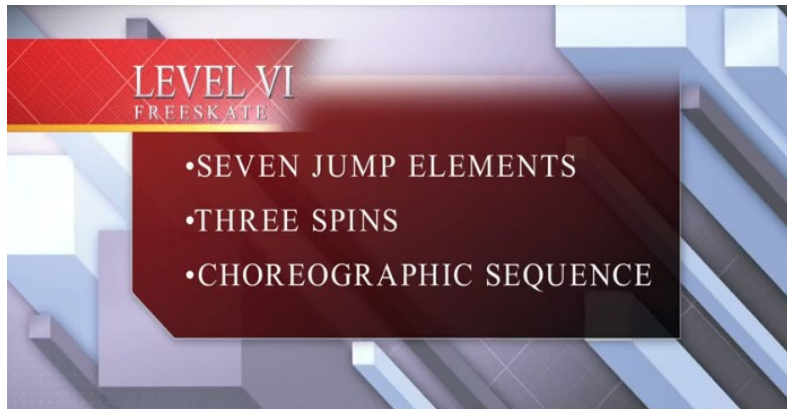 LEVEL VI
FREESKATE
•SEVEN JUMP ELEMENTS
•THREE SPINS
•CHOREOGRAPHIC SEQUENCE